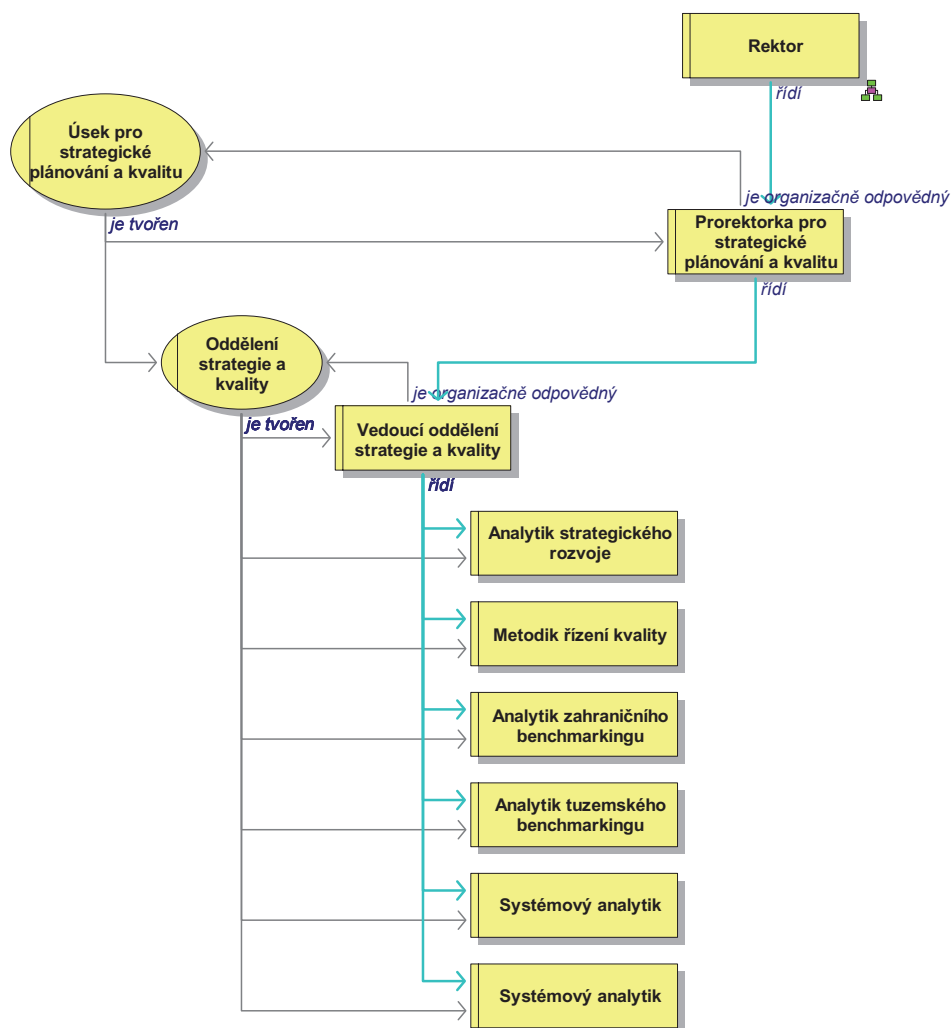 Rektor
řídí
Úsek pro
strategické
plánování a kvalitu
je organizačně odpovědný
je tvořen
Prorektorka pro
strategické
plánování a kvalitu
řídí
Oddělení
strategie a
kvality
je organizačně odpovědný
je tvořen
Vedoucí oddělení
strategie a kvality
řídí
Analytik strategického
rozvoje
Metodik řízení kvality
Analytik zahraničního
benchmarkingu
Analytik tuzemského
benchmarkingu
Systémový analytik
Systémový analytik